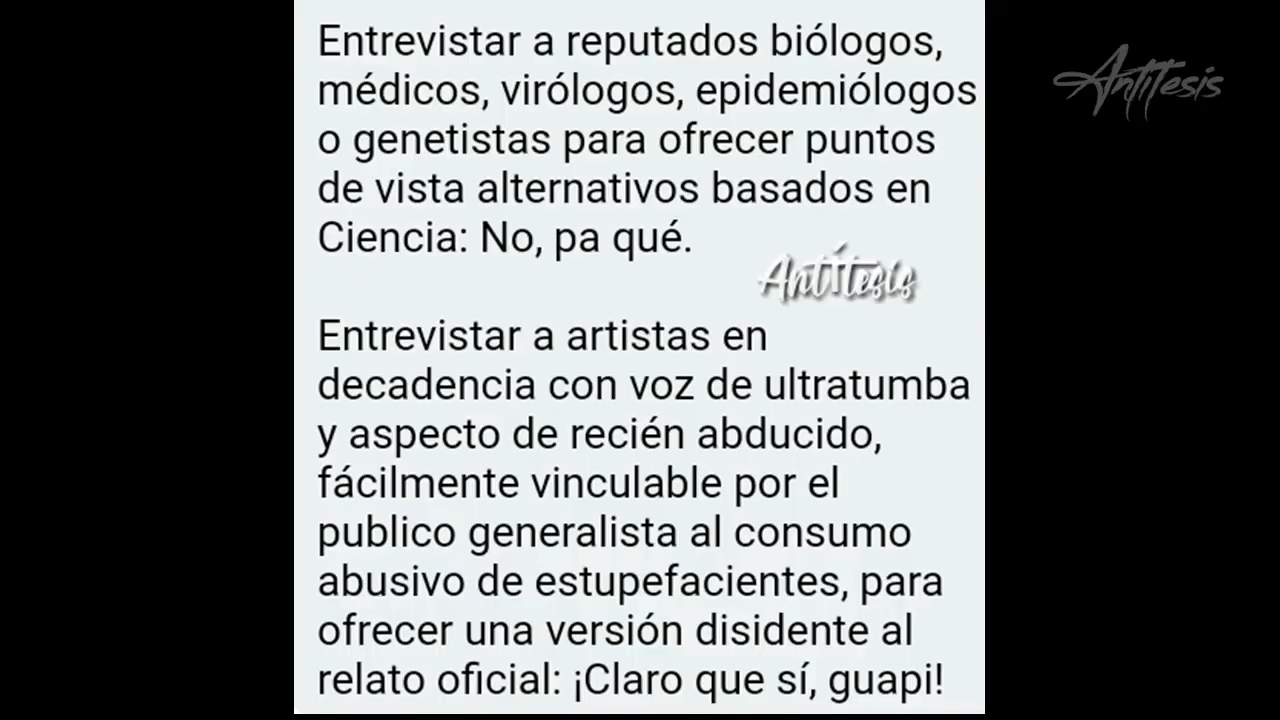 Entrevistar a reputados biólogos,
médicos, virólogos, epidemiólogos
o genetistas para ofrecer puntos
de vista alternativos basados en
Ciencia: No, pa qué.
Antítesis
Entrevistar a artistas en
decadencia con voz de ultratumba
y aspecto de recién abducido,
fácilmente vinculable por el
publico generalista al consumo
abusivo de estupefacientes, para
ofrecer una versión disidente al
relato oficial: ¡Claro que sí, guapi!
Antítesis